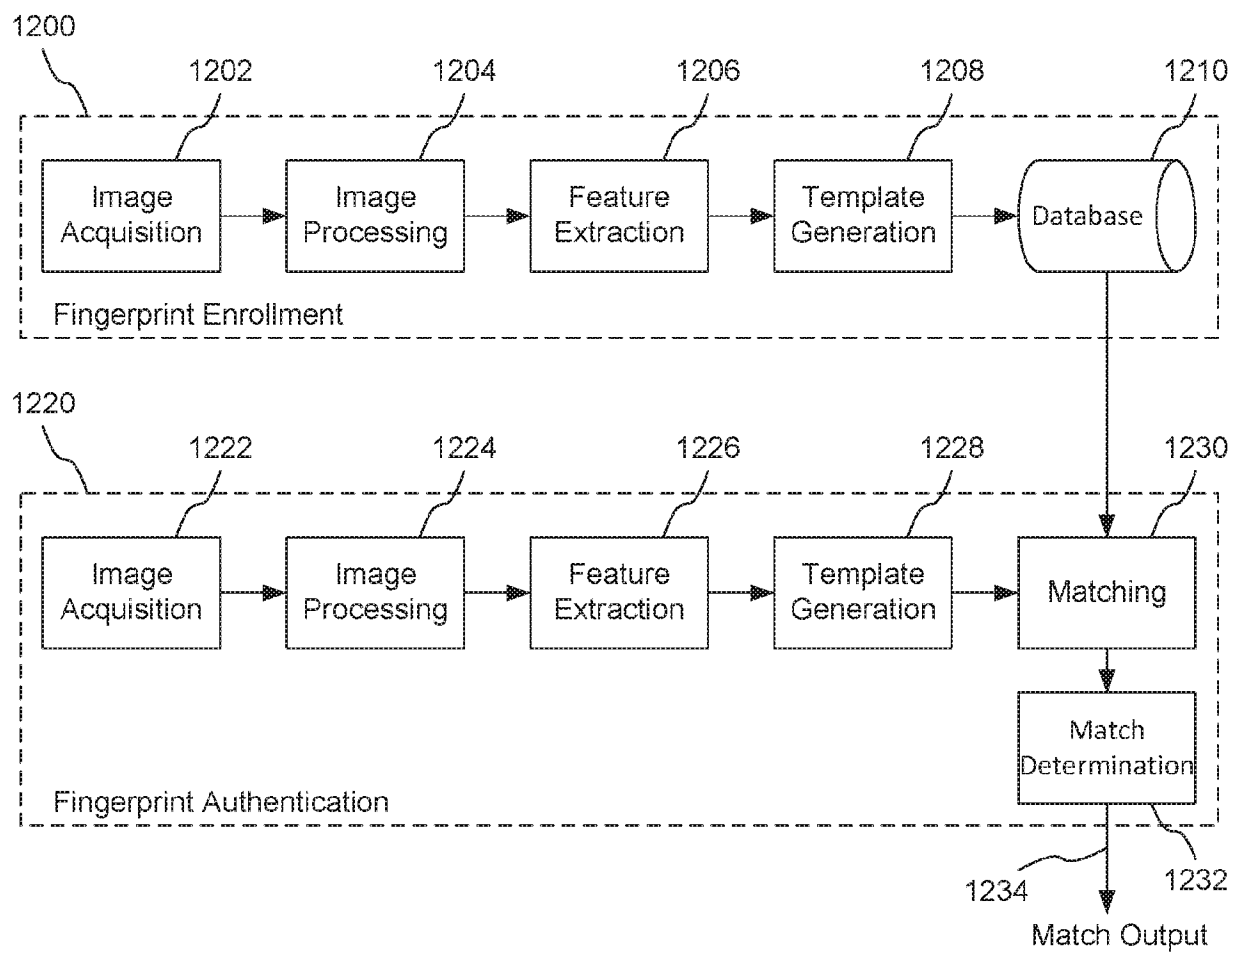 1200
1202
1204
1206
1208
1210
Image
Acquisition
Image
Processing
Feature
Extraction
Template
Generation
Database
Fingerprint Enrollment
1220
1222
1224
1226
1228
1230
Image
Acquisition
Image
Processing
Feature
Extraction
Template
Generation
Matching
Match
Determination
Fingerprint Authentication
1234
1232
Match Output